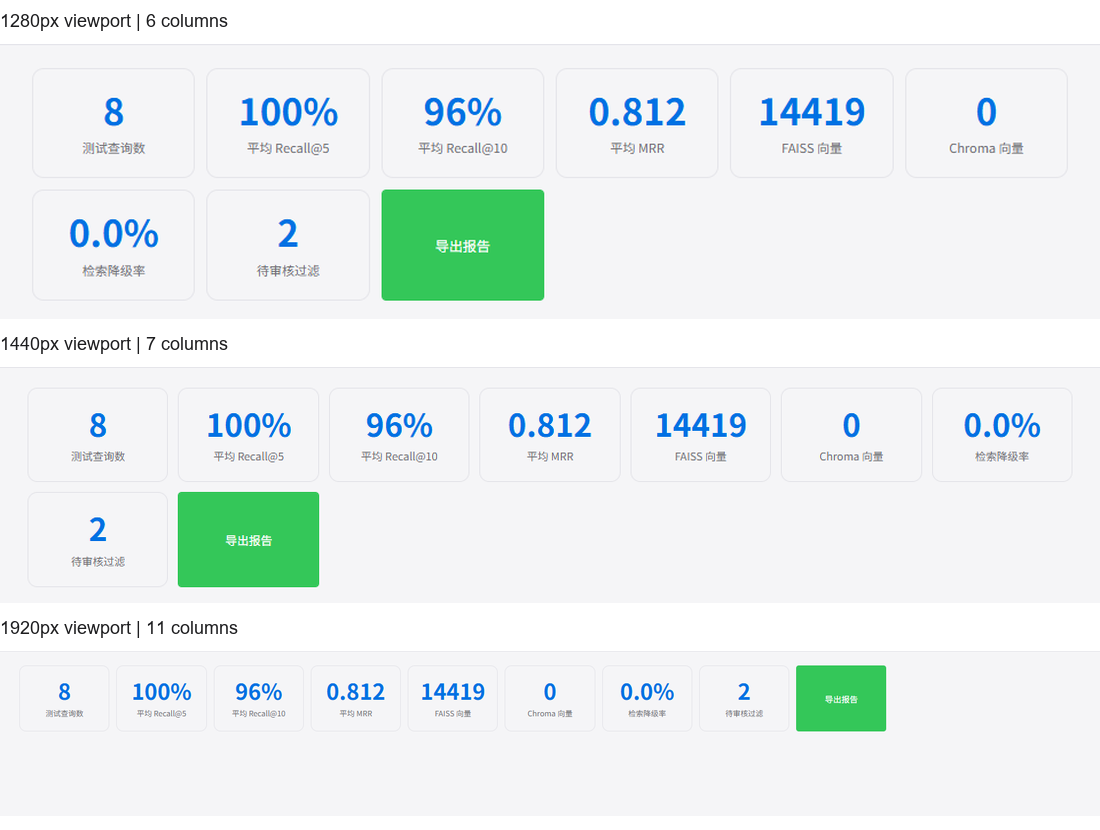 1280px viewport | 6 columns
8 100% 96% 0.812 14419 0
测试查询数 平均 Recall@5 平均 Recall@10 平均 MRR FAISS 向量 Chroma 向量
0.0% 2
检索降级率 待审核过滤 导出报告
1440px viewport | 7 columns
8 100% 96% 0.812 14419 0 0.0%
测试查询数 平均 Recall@5 平均 Recall@10 平均 MRR FAISS 向量 Chroma 向量 检索降级率
2
待审核过滤 导出报告
1920px viewport | 11 columns
8 100% 96% 0.812 14419 0 0.0% 2
测试查询数 平均 Recall@5 平均 Recall@10 平均 MRR FAISS 向量 Chroma 向量 检索降级率 待审核过滤 导出报告